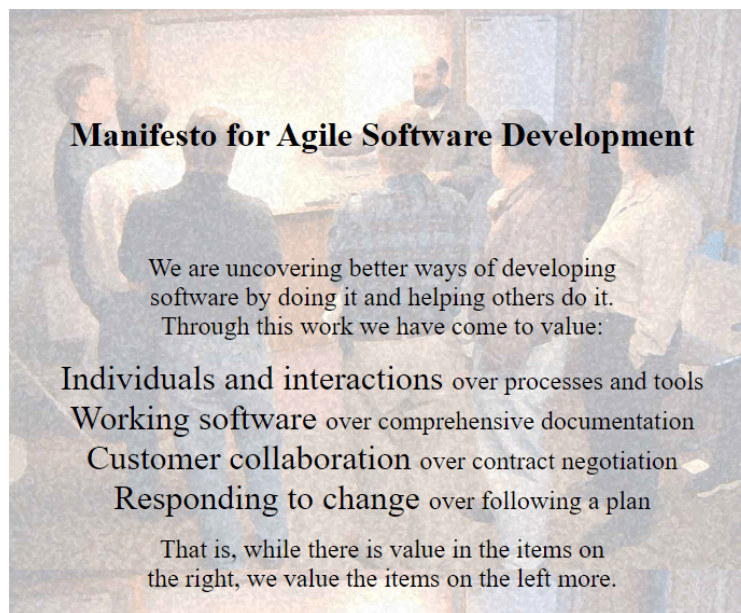 Manifesto for Agile Software Development
We are uncovering better ways of developing
software by doing it and helping others do it.
Through this work we have come to value:
Individuals and interactions over processes and tools
Working software over comprehensive documentation
Customer collaboration over contract negotiation
Responding to change over following a plan
That is, while there is value in the items on
the right, we value the items on the left more.